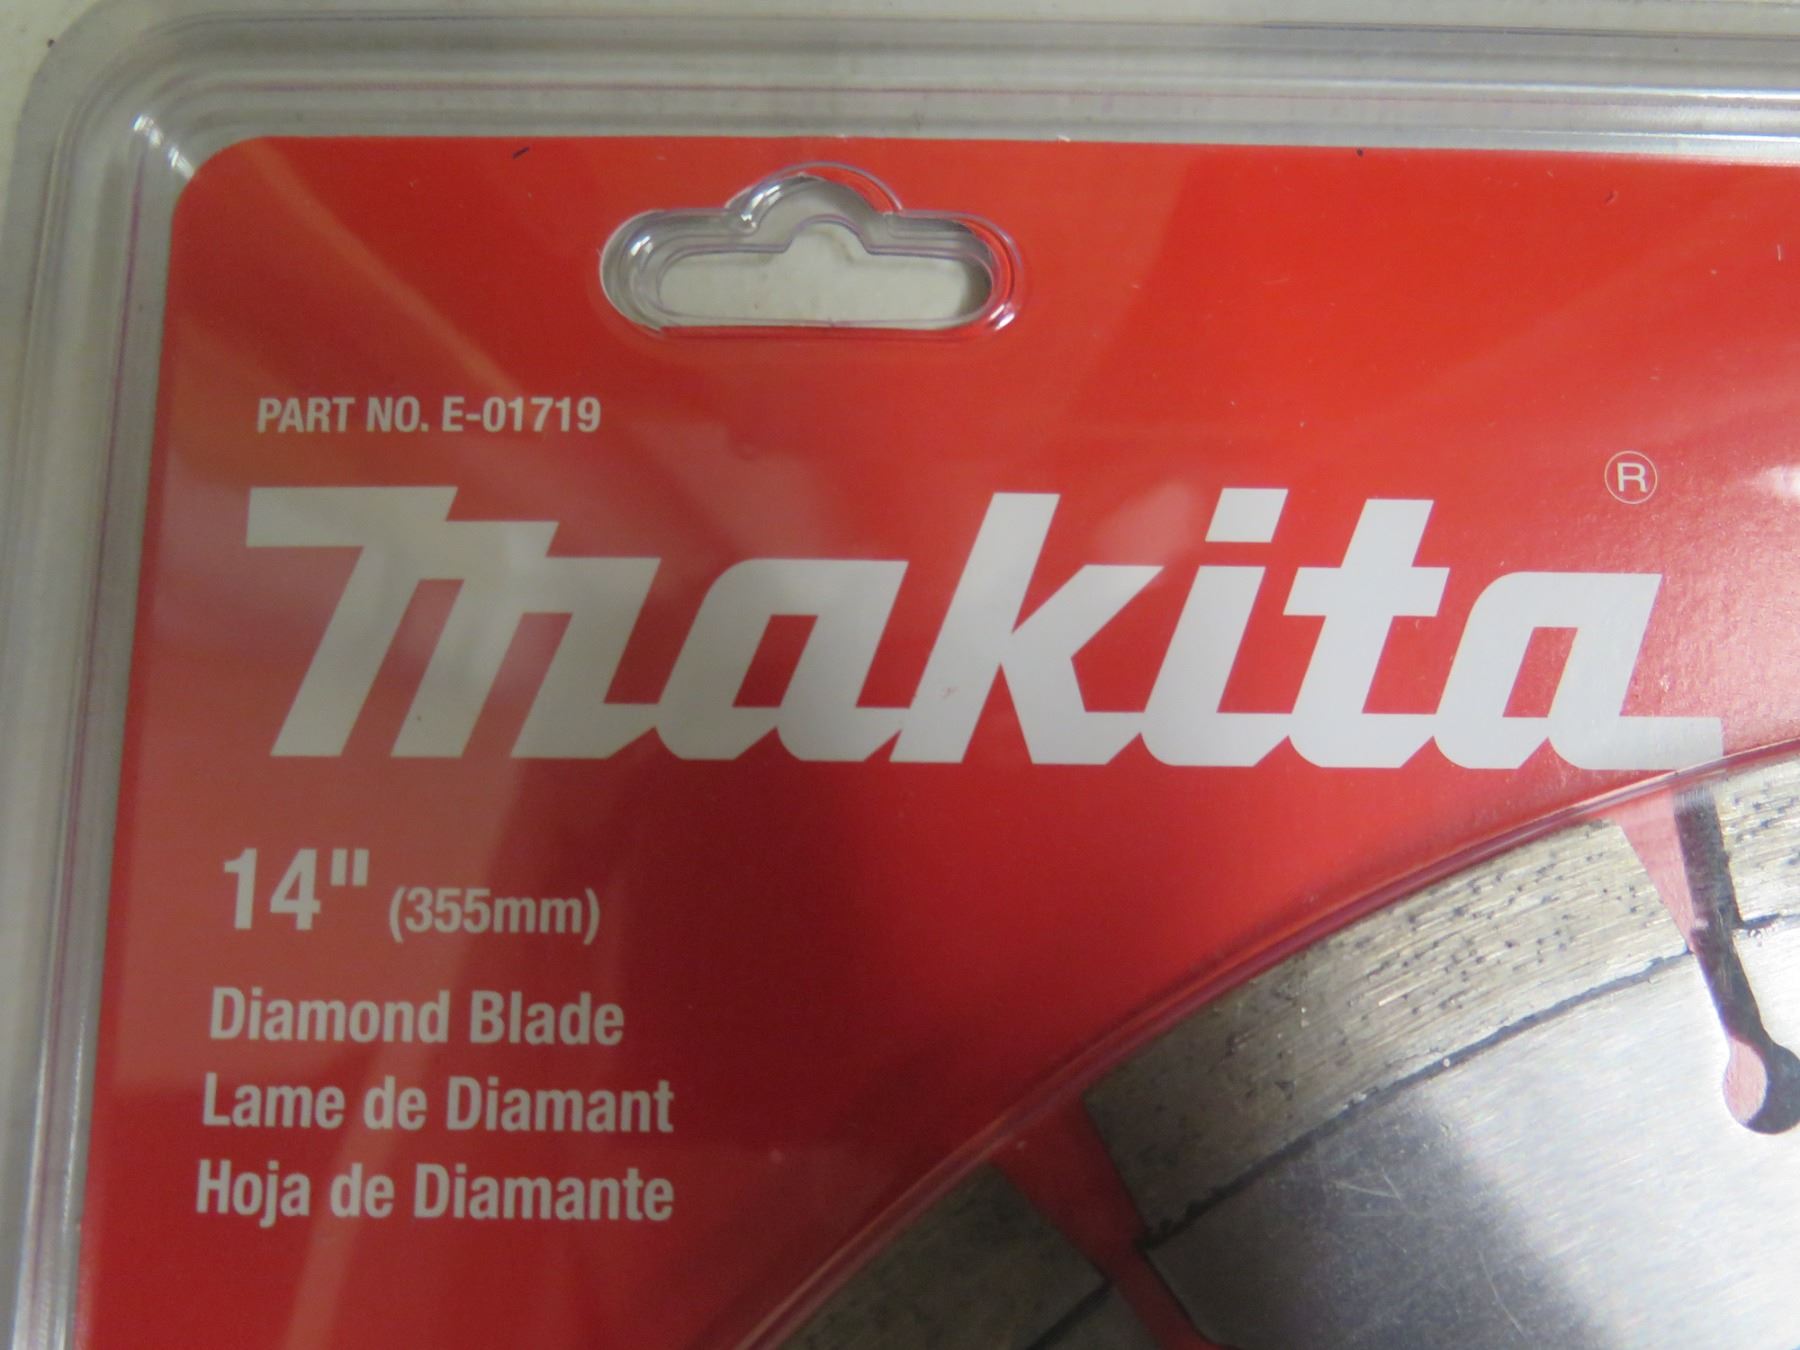 PART NO. E-01719
makita®
14" (355mm)
Diamond Blade
Lame de Diamant
Hoja de Diamante